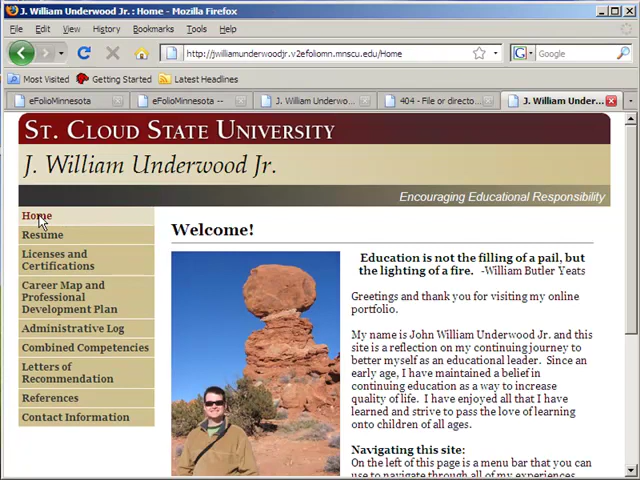 J. William Underwood Jr. : Home - Mozilla Firefox
File Edit View History Bookmarks Tools Help
http://jwilliamunderwoodjr.v2efoliomn.mnscu.edu/Home
Google
Most Visited Getting Started Latest Headlines
eFolioMinnesota eFolioMinnesota -- J. William Underwo... 404 - File or directo... J. William Under...
ST. CLOUD STATE UNIVERSITY
J. William Underwood Jr.
Encouraging Educational Responsibility
Home
Resume
Licenses and
Certifications
Career Map and
Professional
Development Plan
Administrative Log
Combined Competencies
Letters of
Recommendation
References
Contact Information
Welcome!
Education is not the filling of a pail, but
the lighting of a fire. -William Butler Yeats
Greetings and thank you for visiting my online
portfolio.
My name is John William Underwood Jr. and this
site is a reflection on my continuing journey to
better myself as an educational leader. Since an
early age, I have maintained a belief in
continuing education as a way to increase
quality of life. I have enjoyed all that I have
learned and strive to pass the love of learning
onto children of all ages.
Navigating this site:
On the left of this page is a menu bar that you can
use to navigate through all of my experiences